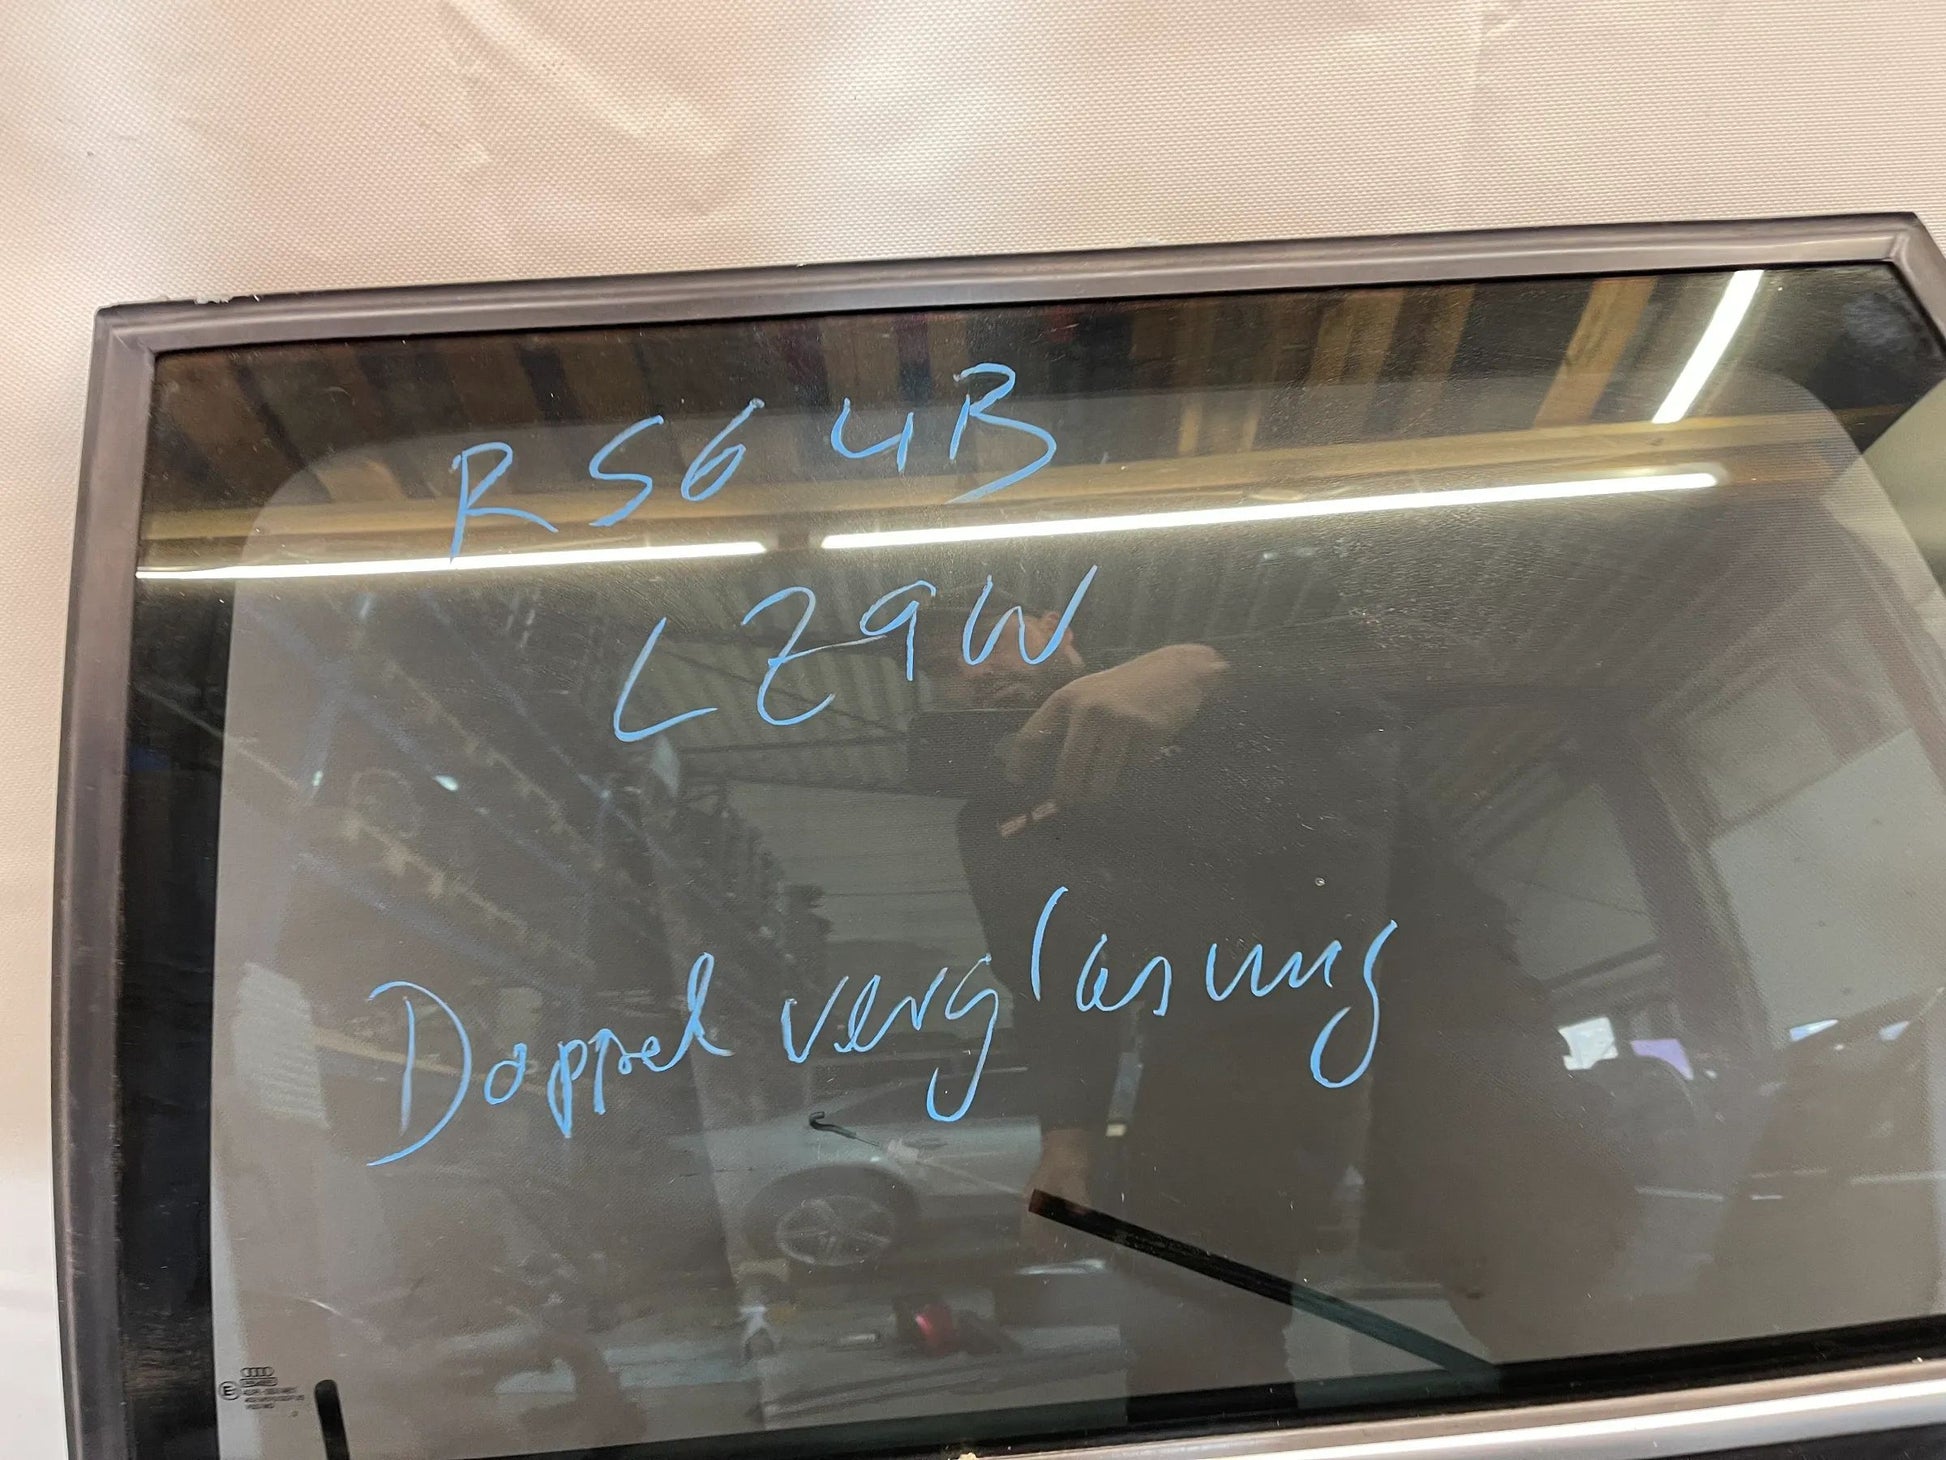 RS6 4B
LZ9W
Doppelverglasung